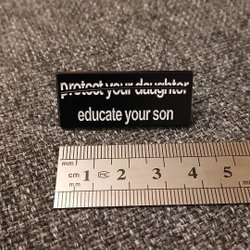 protect your daughter
educate your son
mm
cm 1 2 3 4 5